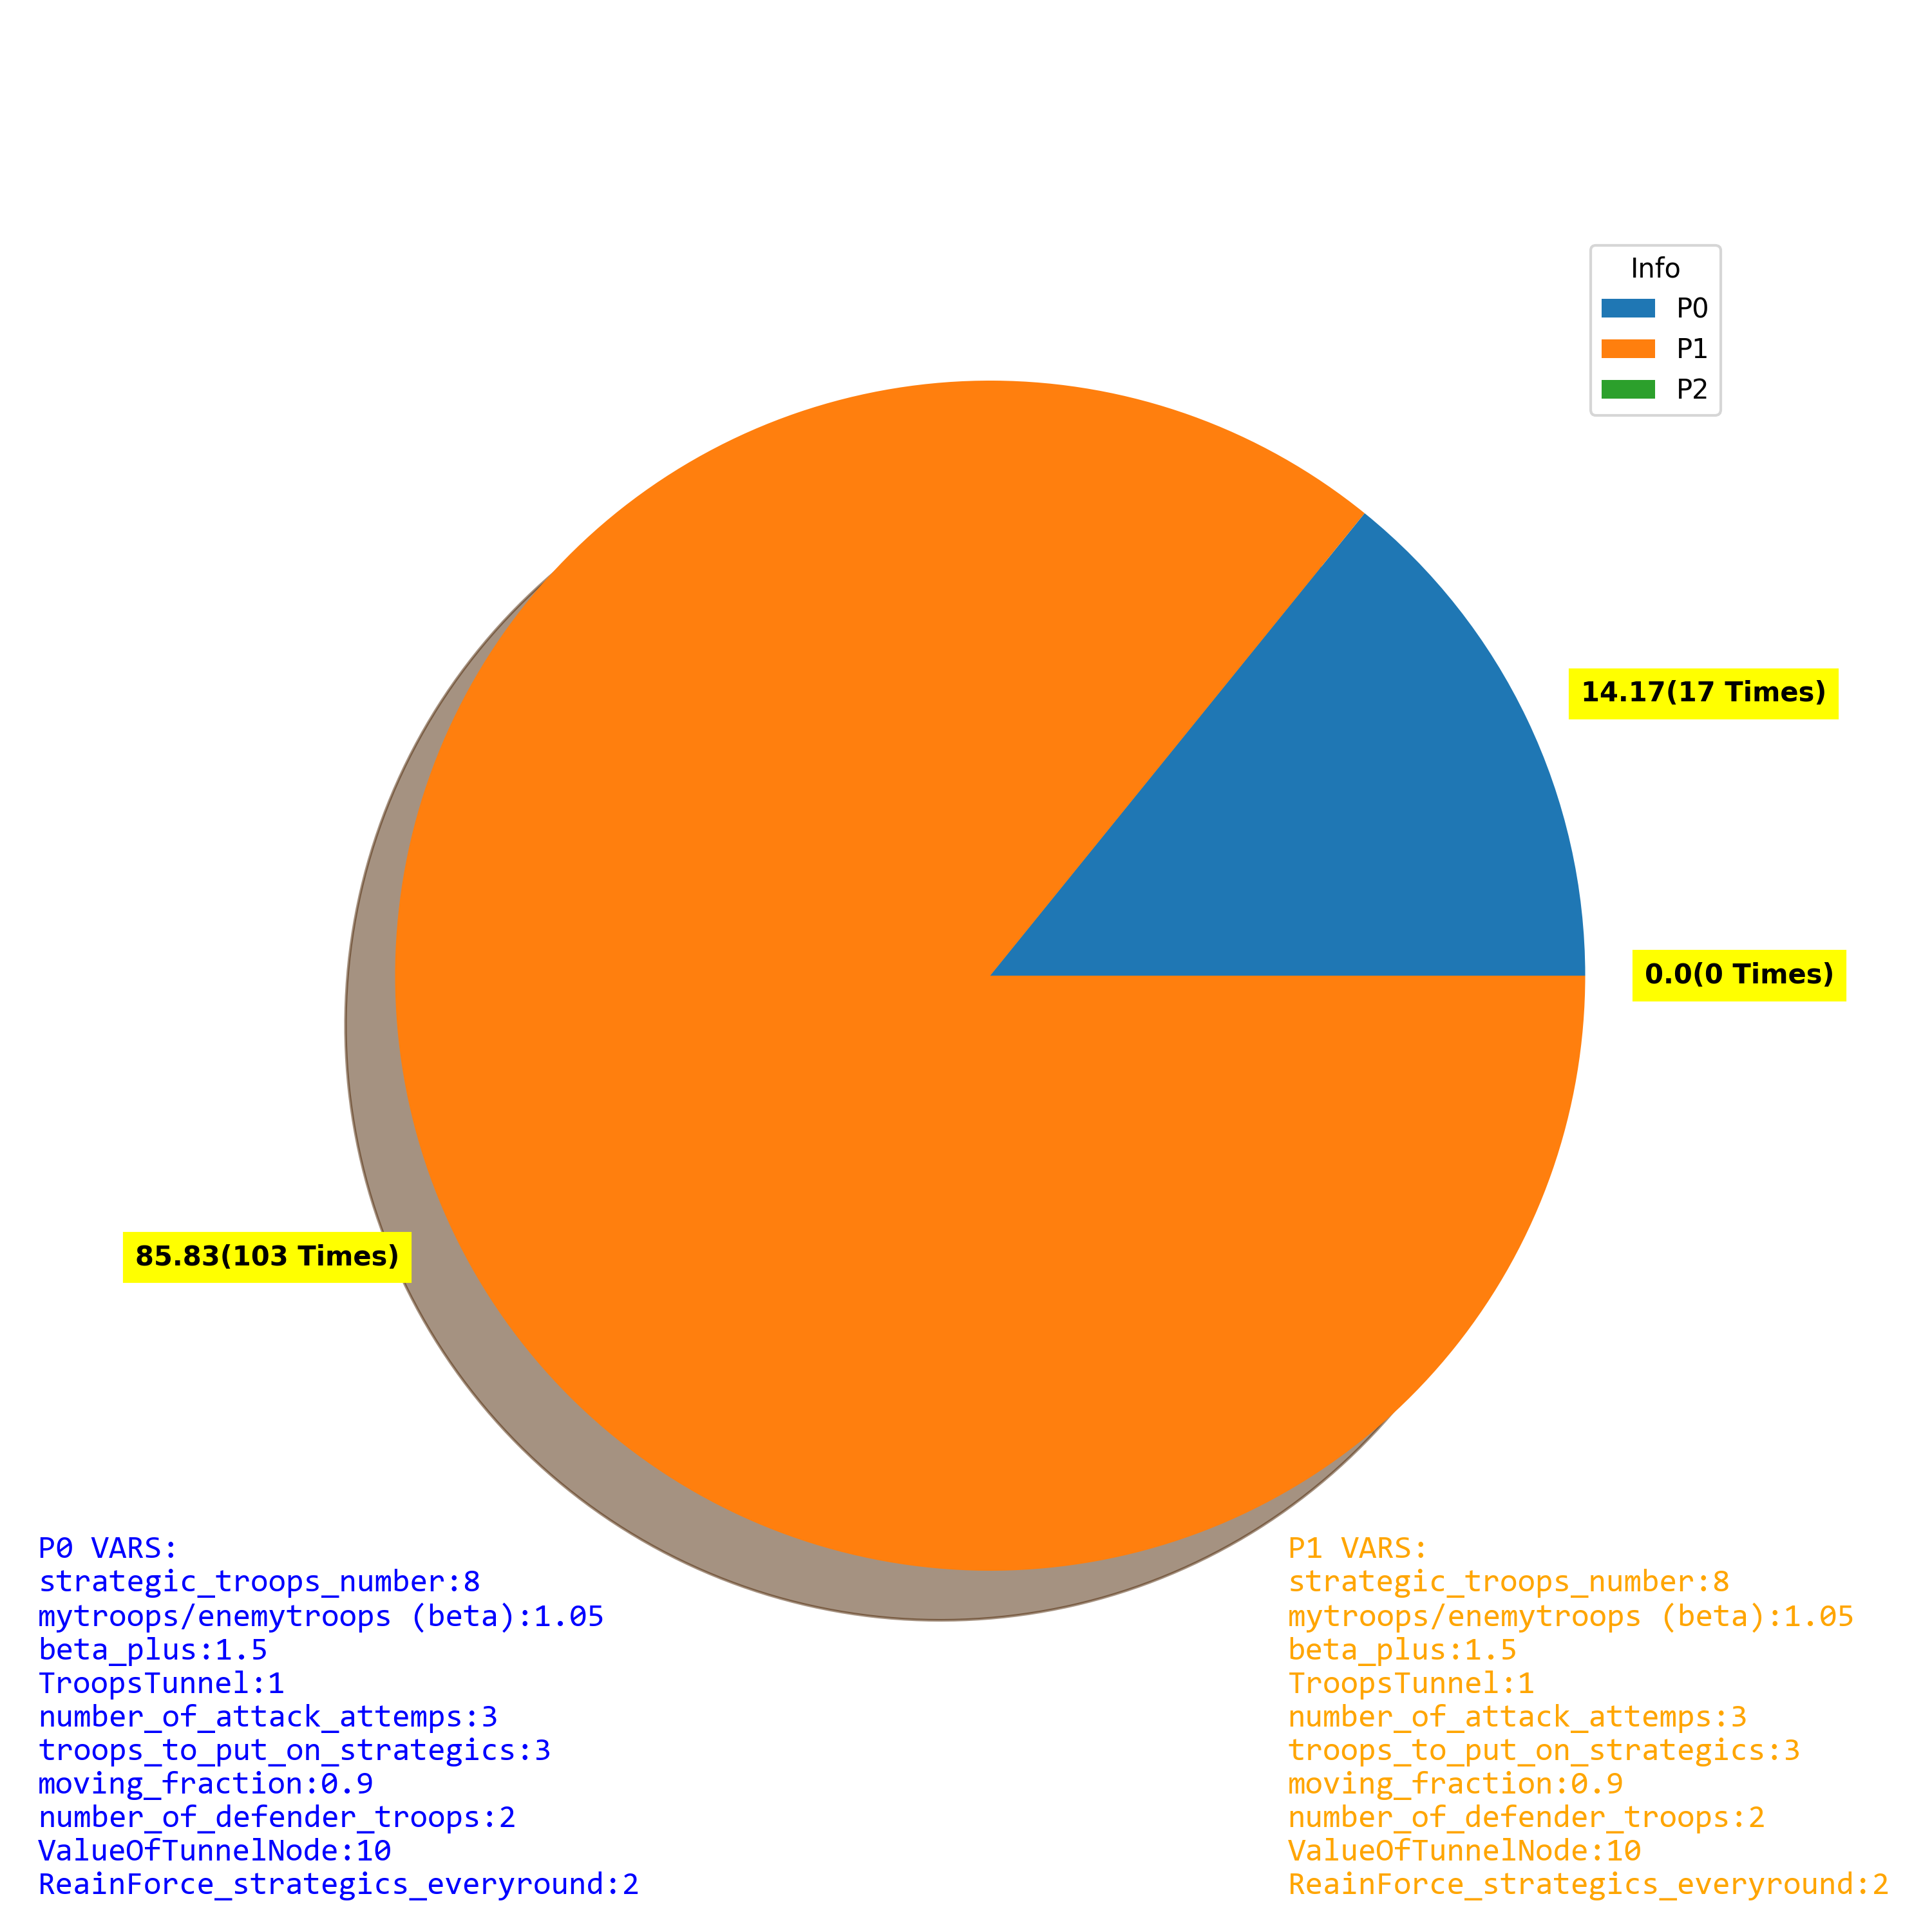 Info
P0
P1
P2
14.17(17 Times)
0.0(0 Times)
85.83(103 Times)
P0 VARS:
strategic_troops_number:8
mytroops/enemytroops (beta):1.05
beta_plus:1.5
TroopsTunnel:1
number_of_attack_attemps:3
troops_to_put_on_strategics:3
moving_fraction:0.9
number_of_defender_troops:2
ValueOfTunnelNode:10
ReainForce_strategics_everyround:2
P1 VARS:
strategic_troops_number:8
mytroops/enemytroops (beta):1.05
beta_plus:1.5
TroopsTunnel:1
number_of_attack_attemps:3
troops_to_put_on_strategics:3
moving_fraction:0.9
number_of_defender_troops:2
ValueOfTunnelNode:10
ReainForce_strategics_everyround:2